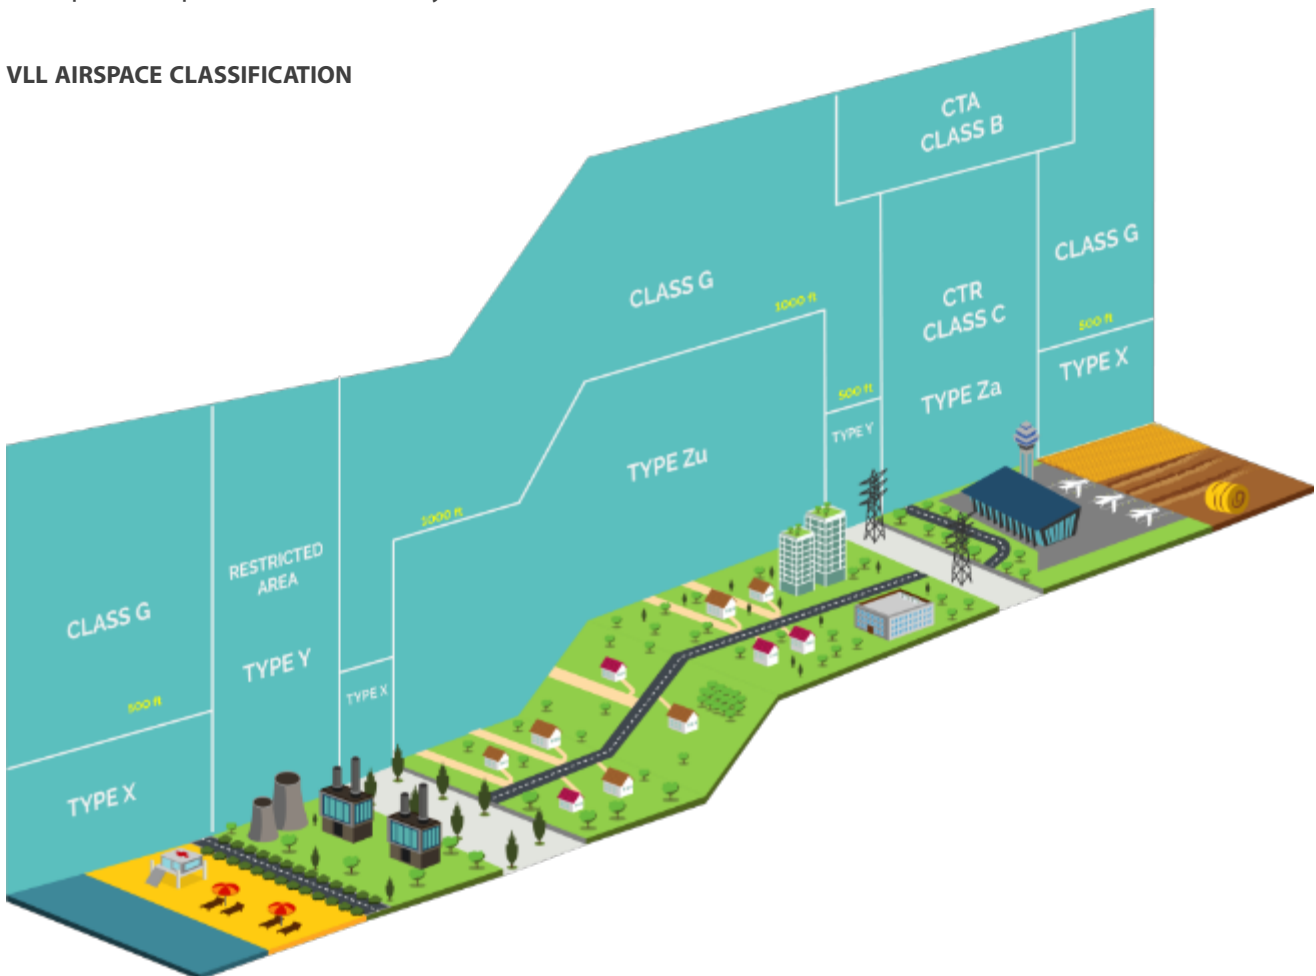 VLL AIRSPACE CLASSIFICATION
CTA
CLASS B
CLASS G
CLASS G
1000 ft
CTR
CLASS C
500 ft
TYPE X
500 ft
TYPE Za
TYPE Y
TYPE Zu
1000 ft
RESTRICTED
AREA
CLASS G
TYPE Y
TYPE X
500 ft
TYPE X